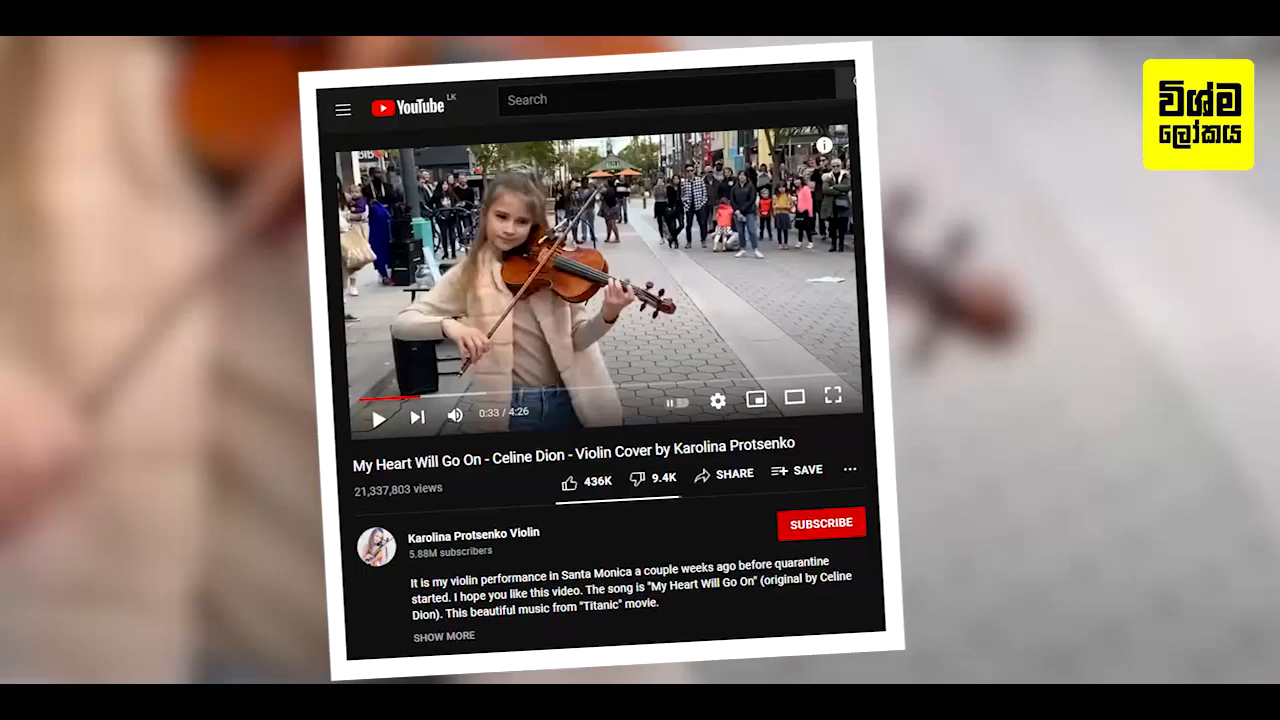 YouTube LK
Search
විශ්ම
ලෝකය
0:33 / 4:26
My Heart Will Go On - Celine Dion - Violin Cover by Karolina Protsenko
21,337,803 views
436K
9.4K
SHARE
SAVE
Karolina Protsenko Violin
5.88M subscribers
SUBSCRIBE
It is my violin performance in Santa Monica a couple weeks ago before quarantine
started. I hope you like this video. The song is "My Heart Will Go On" (original by Celine
Dion). This beautiful music from "Titanic" movie.
SHOW MORE